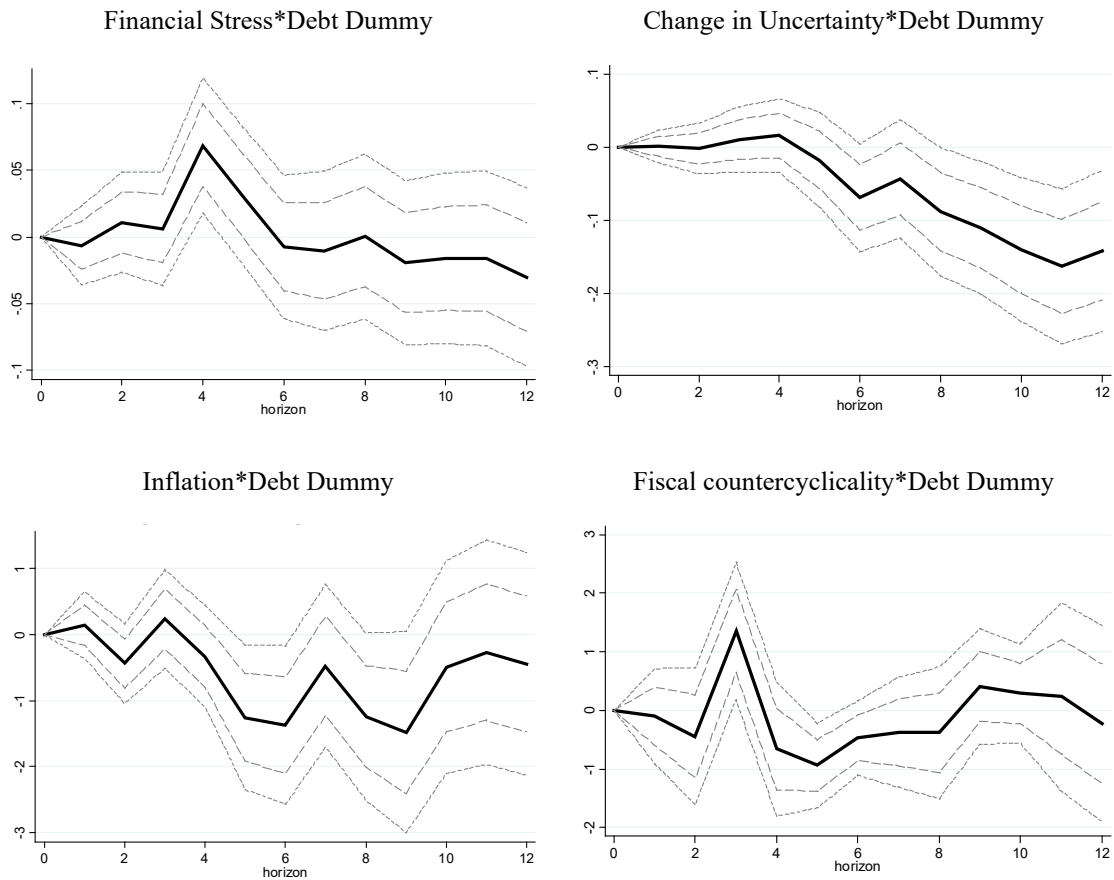 Financial Stress*Debt Dummy
.1
.05
0
-.05
-.1
0 2 4 6 8 10 12
horizon
Change in Uncertainty*Debt Dummy
.1
0
-.1
-.2
-.3
0 2 4 6 8 10 12
horizon
Inflation*Debt Dummy
1
0
-1
-2
-3
0 2 4 6 8 10 12
horizon
Fiscal countercyclicality*Debt Dummy
3
2
1
0
-1
-2
0 2 4 6 8 10 12
horizon